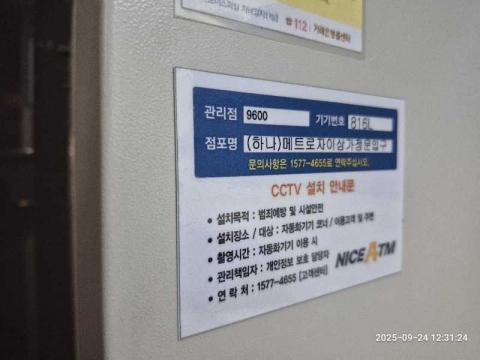 ☎112 / 거래은행콜센터
관리점 9600 기기번호 816L
점포명 (하나)메트로자이상가정문입구
문의사항은 1577-4655로 연락주십시오.
CCTV 설치 안내문
• 설치목적 : 범죄예방 및 시설안전
• 설치장소 / 대상 : 자동화기기 코너 / 이용고객 및 주변
• 촬영시간 : 자동화기기 이용 시
• 관리책임자 : 개인정보 보호 담당자
• 연 락 처 : 1577-4655 [고객센터]
NICE ATM
2025-09-24 12:31:24